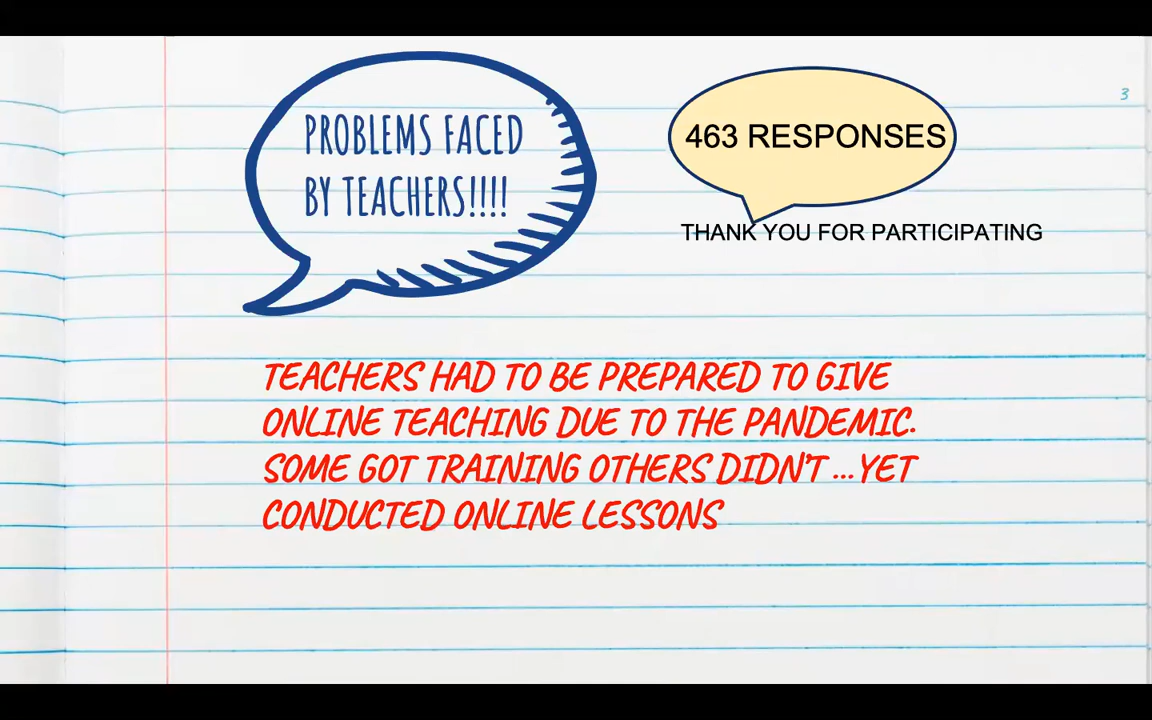 PROBLEMS FACED
BY TEACHERS!!!!
463 RESPONSES
3
THANK YOU FOR PARTICIPATING
TEACHERS HAD TO BE PREPARED TO GIVE
ONLINE TEACHING DUE TO THE PANDEMIC.
SOME GOT TRAINING OTHERS DIDN'T ...YET
CONDUCTED ONLINE LESSONS